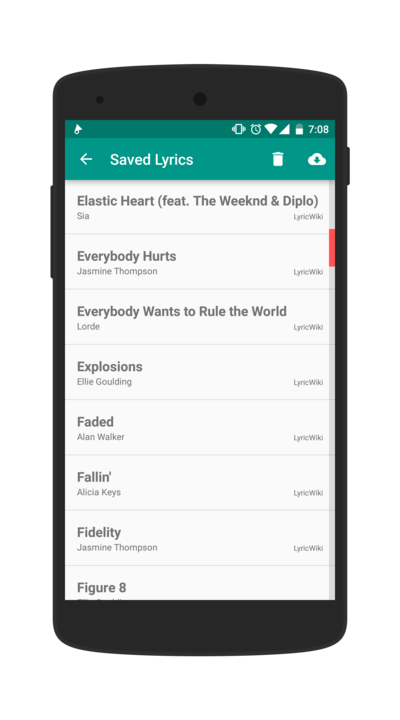 7:08
Saved Lyrics
Elastic Heart (feat. The Weeknd & Diplo)
Sia
LyricWiki
Everybody Hurts
Jasmine Thompson
LyricWiki
Everybody Wants to Rule the World
Lorde
LyricWiki
Explosions
Ellie Goulding
LyricWiki
Faded
Alan Walker
LyricWiki
Fallin'
Alicia Keys
LyricWiki
Fidelity
Jasmine Thompson
LyricWiki
Figure 8